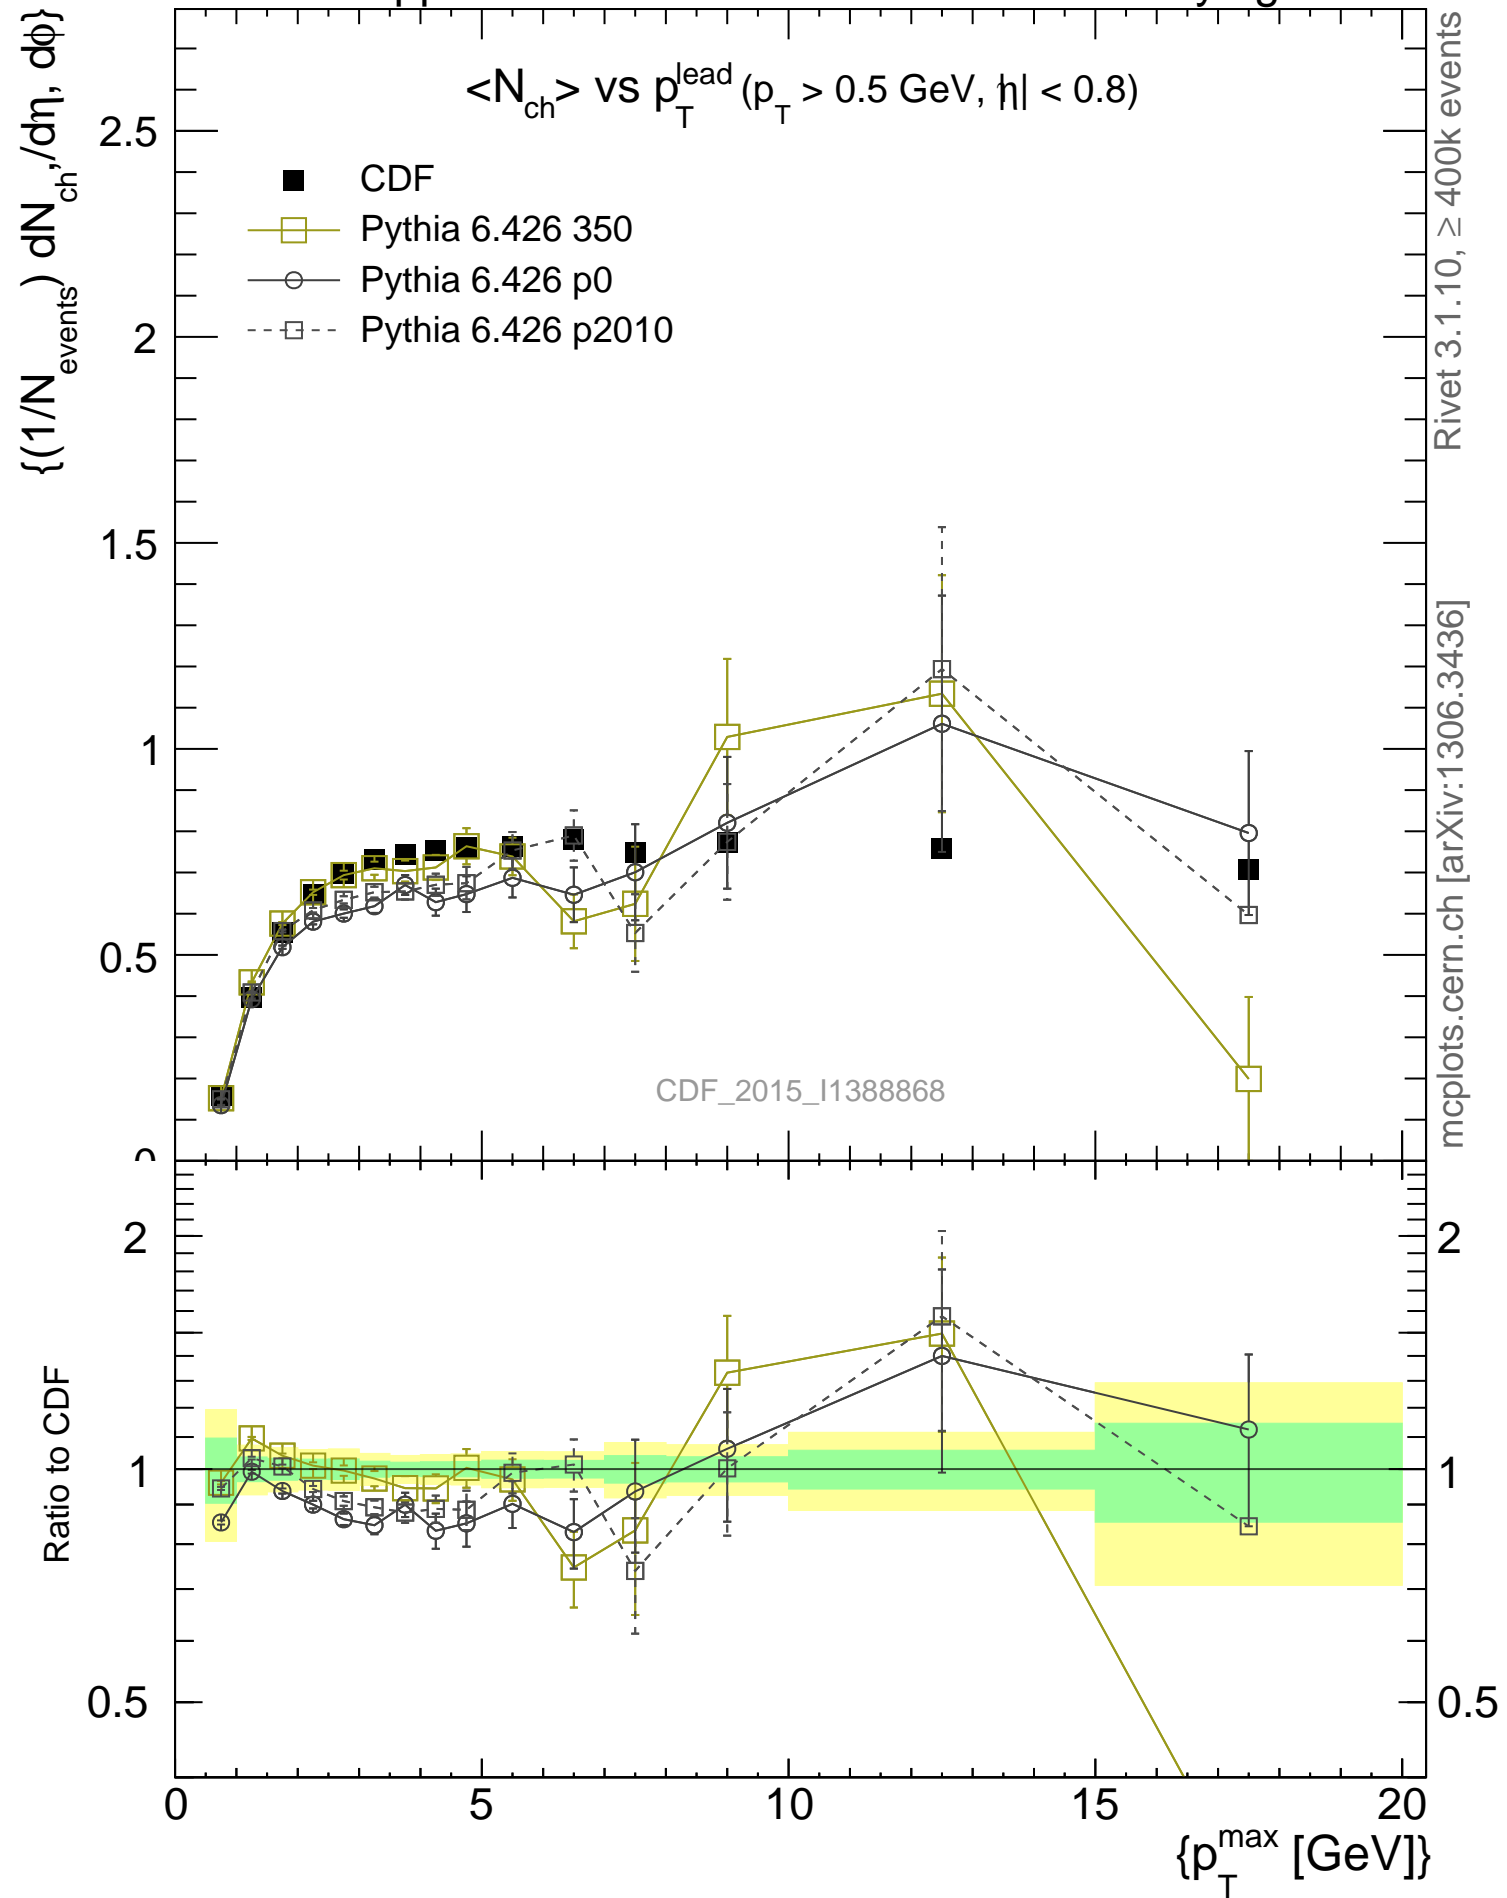 <N_ch> vs p_T^lead (p_T > 0.5 GeV, |η| < 0.8)
{(1/N_events) dN_ch/dη, dφ}
CDF
Pythia 6.426 350
Pythia 6.426 p0
Pythia 6.426 p2010
2.5
2
1.5
1
0.5
0
CDF_2015_I1388868
Rivet 3.1.10, ≥ 400k events
mcplots.cern.ch [arXiv:1306.3436]
Ratio to CDF
2
1
0.5
2
1
0.5
0
5
10
15
20
{p_T^max [GeV]}